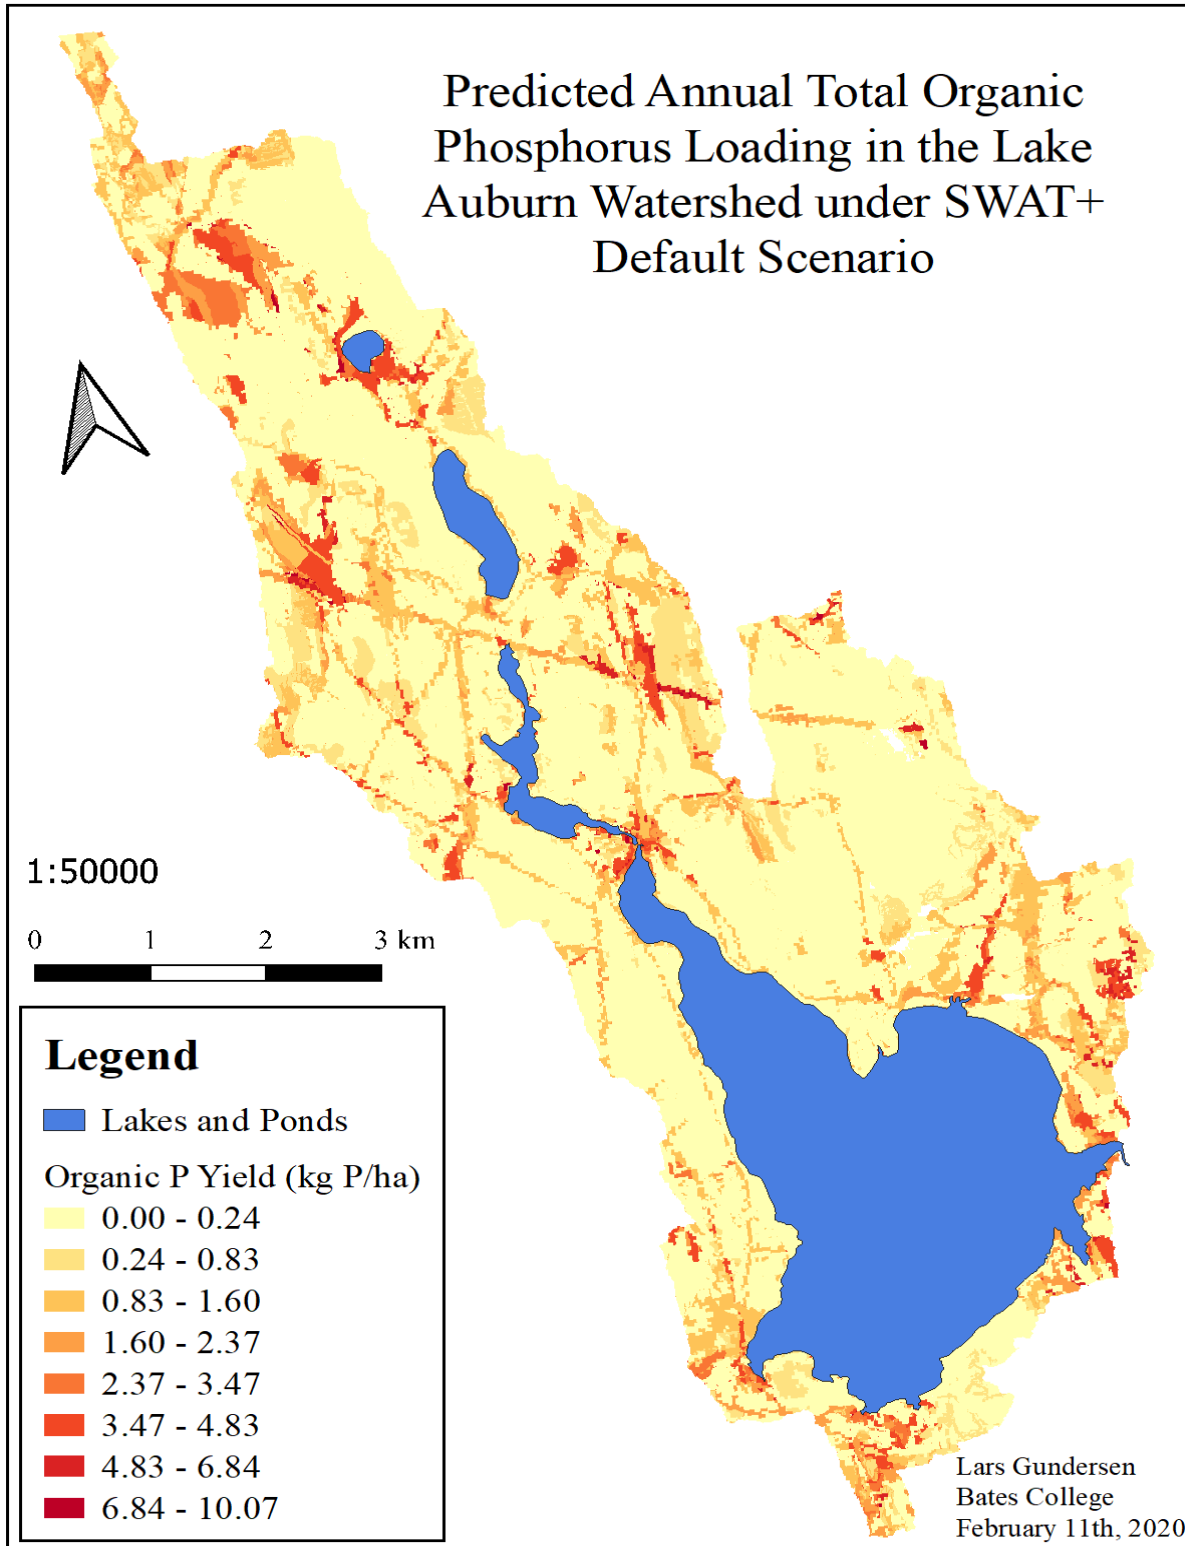 Predicted Annual Total Organic
Phosphorus Loading in the Lake
Auburn Watershed under SWAT+
Default Scenario
1:50000
0 1 2 3 km
Legend
Lakes and Ponds
Organic P Yield (kg P/ha)
0.00 - 0.24
0.24 - 0.83
0.83 - 1.60
1.60 - 2.37
2.37 - 3.47
3.47 - 4.83
4.83 - 6.84
6.84 - 10.07
Lars Gundersen
Bates College
February 11th, 2020